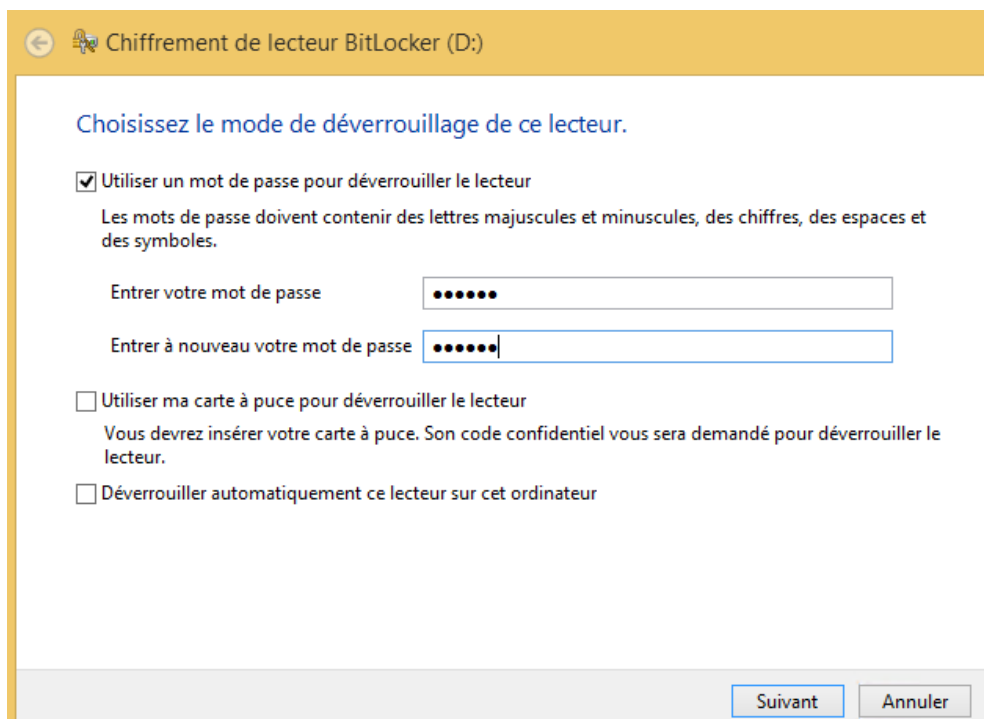 Chiffrement de lecteur BitLocker (D:)
Choisissez le mode de déverrouillage de ce lecteur.
Utiliser un mot de passe pour déverrouiller le lecteur
Les mots de passe doivent contenir des lettres majuscules et minuscules, des chiffres, des espaces et
des symboles.
Entrer votre mot de passe ●●●●●●
Entrer à nouveau votre mot de passe ●●●●●●
Utiliser ma carte à puce pour déverrouiller le lecteur
Vous devrez insérer votre carte à puce. Son code confidentiel vous sera demandé pour déverrouiller le
lecteur.
Déverrouiller automatiquement ce lecteur sur cet ordinateur
Suivant Annuler